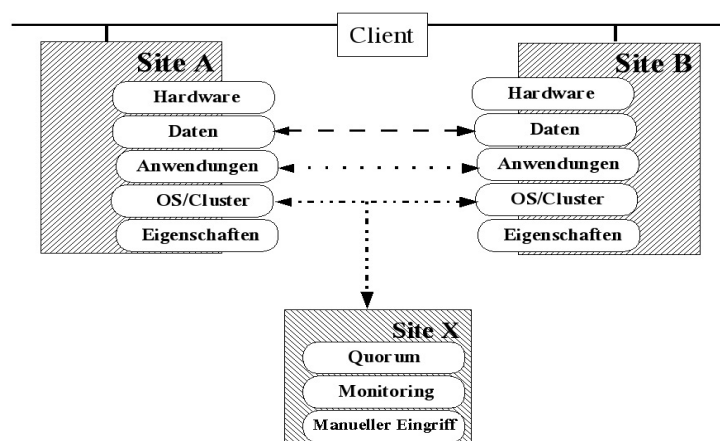 Client
Site A
Hardware
Daten
Anwendungen
OS/Cluster
Eigenschaften
Site B
Hardware
Daten
Anwendungen
OS/Cluster
Eigenschaften
Site X
Quorum
Monitoring
Manueller Eingriff